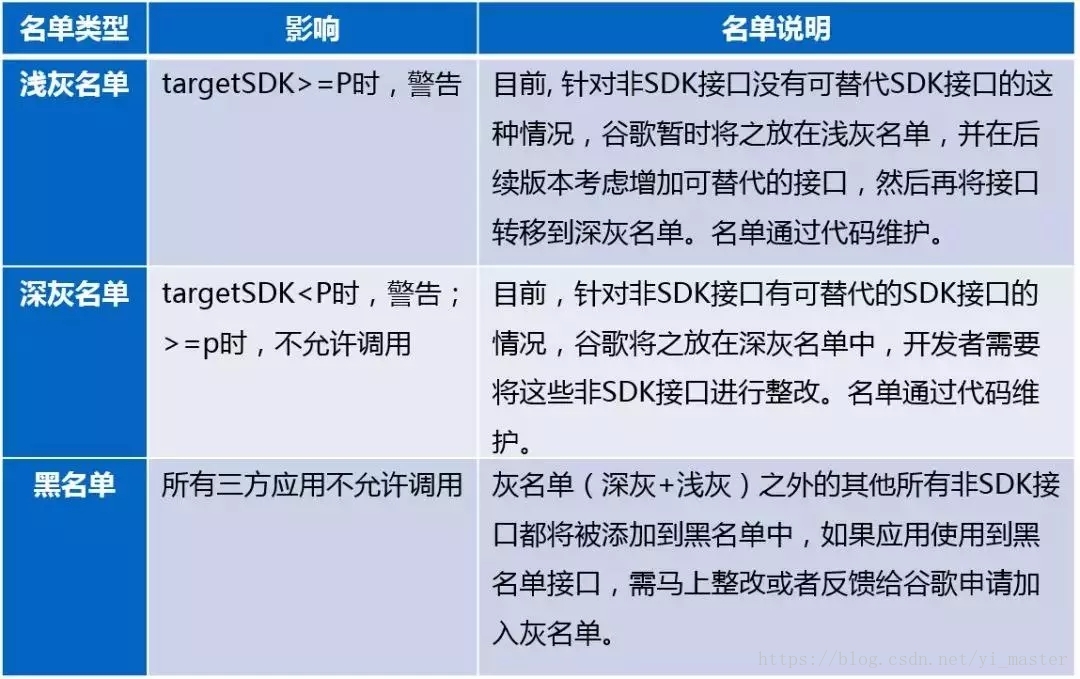 名单类型
影响
名单说明
浅灰名单
targetSDK>=P时，警告
目前, 针对非SDK接口没有可替代SDK接口的这
种情况，谷歌暂时将之放在浅灰名单，并在后
续版本考虑增加可替代的接口，然后再将接口
转移到深灰名单。名单通过代码维护。
深灰名单
targetSDK<P时，警告；
>=p时，不允许调用
目前，针对非SDK接口有可替代的SDK接口的
情况，谷歌将之放在深灰名单中，开发者需要
将这些非SDK接口进行整改。名单通过代码维
护。
黑名单
所有三方应用不允许调用
灰名单（深灰+浅灰）之外的其他所有非SDK接
口都将被添加到黑名单中，如果应用使用到黑
名单接口，需马上整改或者反馈给谷歌申请加
入灰名单。
https://blog.csdn.net/yi_master